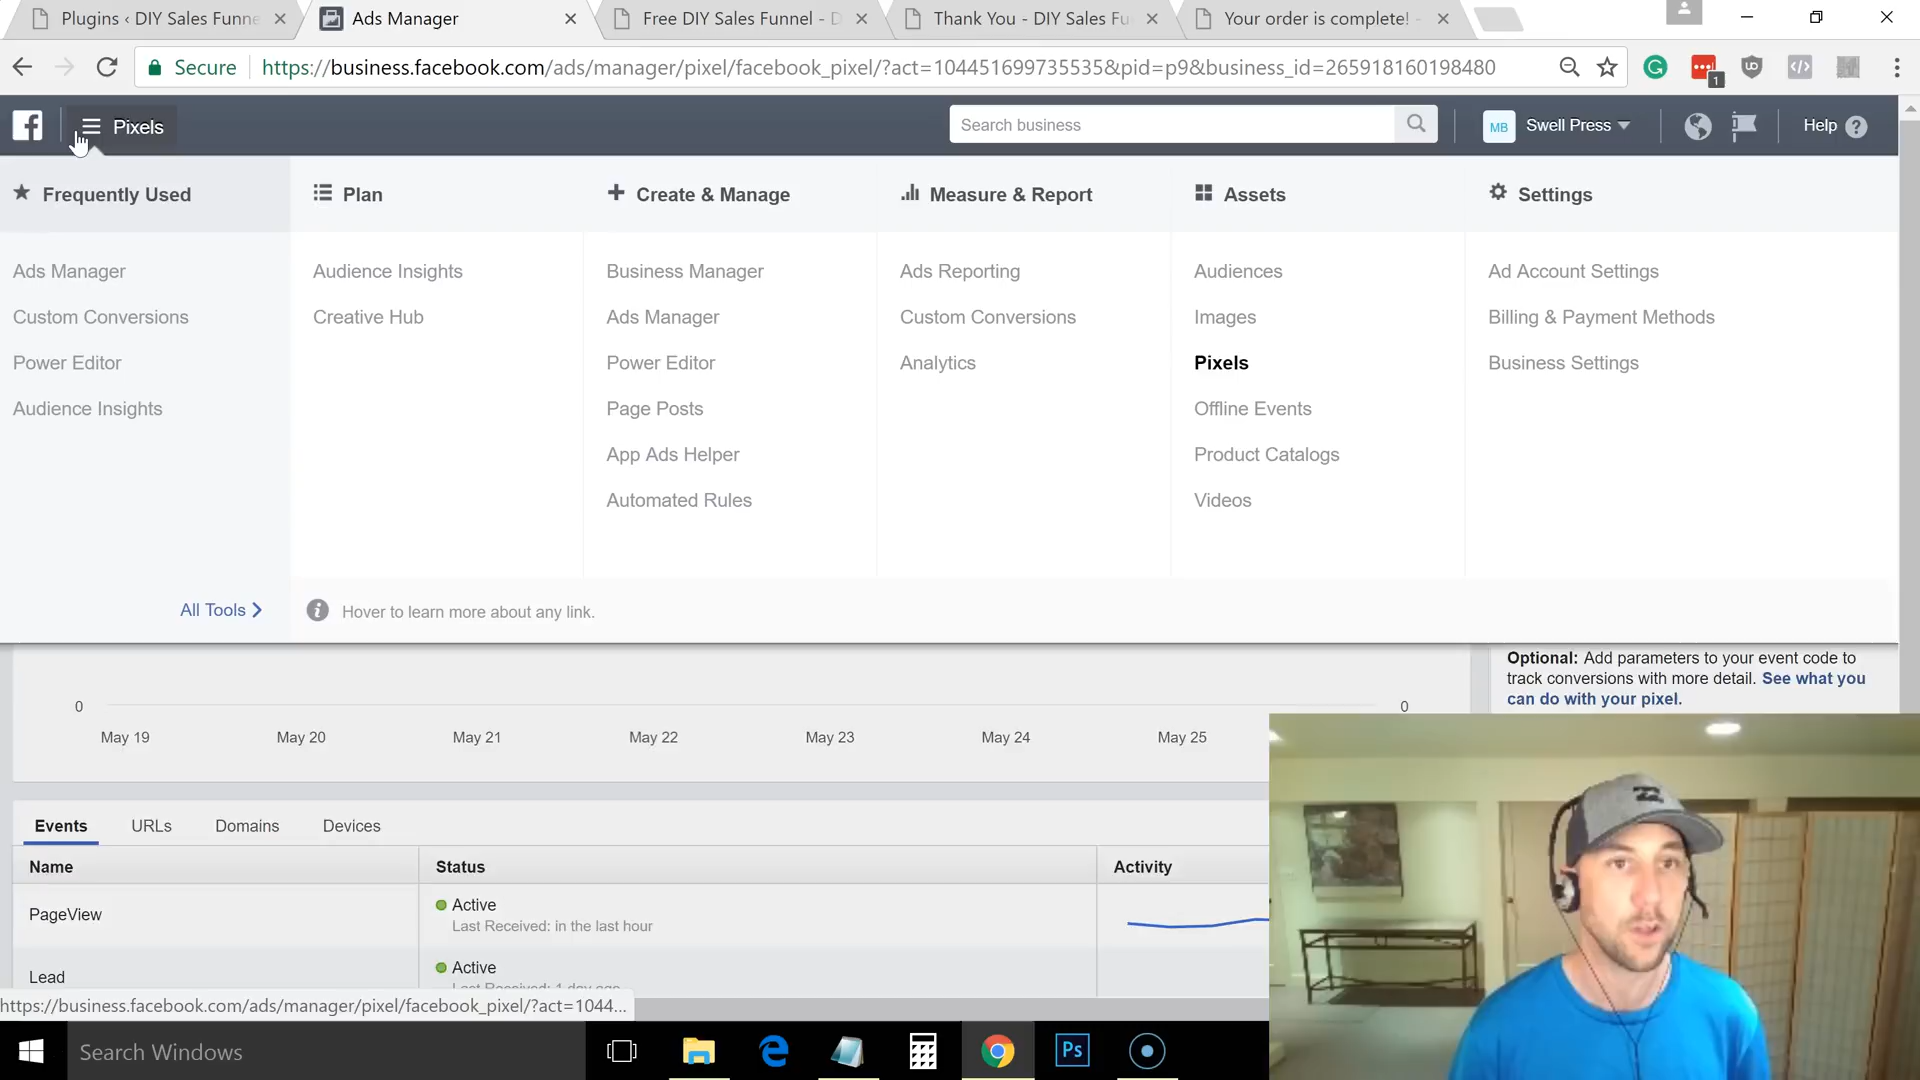 Plugins ‹ DIY Sales Funne
Ads Manager
Free DIY Sales Funnel - D
Thank You - DIY Sales Fu
Your order is complete! -
Secure
https://business.facebook.com/ads/manager/pixel/facebook_pixel/?act=104451699735535&pid=p9&business_id=265918160198480
1
Pixels
Search business
MB
Swell Press
Help
Frequently Used
Ads Manager
Custom Conversions
Power Editor
Audience Insights
All Tools
Plan
Audience Insights
Creative Hub
Create & Manage
Business Manager
Ads Manager
Power Editor
Page Posts
App Ads Helper
Automated Rules
Measure & Report
Ads Reporting
Custom Conversions
Analytics
Assets
Audiences
Images
Pixels
Offline Events
Product Catalogs
Videos
Settings
Ad Account Settings
Billing & Payment Methods
Business Settings
Hover to learn more about any link.
Optional: Add parameters to your event code to
track conversions with more detail. See what you
can do with your pixel.
0
0
May 19
May 20
May 21
May 22
May 23
May 24
May 25
Events
URLs
Domains
Devices
Name
Status
Activity
PageView
Active
Last Received: in the last hour
Lead
Active
Last Received: 1 day ago
https://business.facebook.com/ads/manager/pixel/facebook_pixel/?act=1044...
Search Windows
Ps